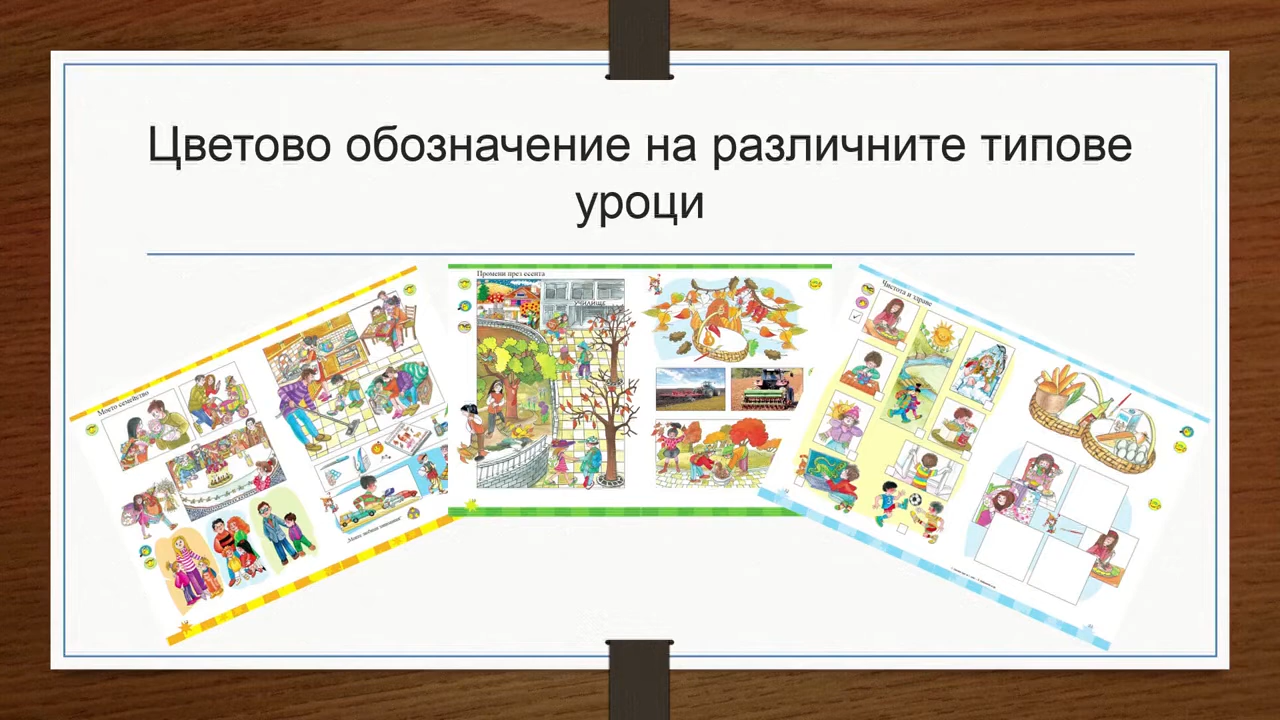 Цветово обозначение на различните типове
уроци
Моето семейство
Промени през есента
УЧИЛИЩЕ
Чистота и здраве